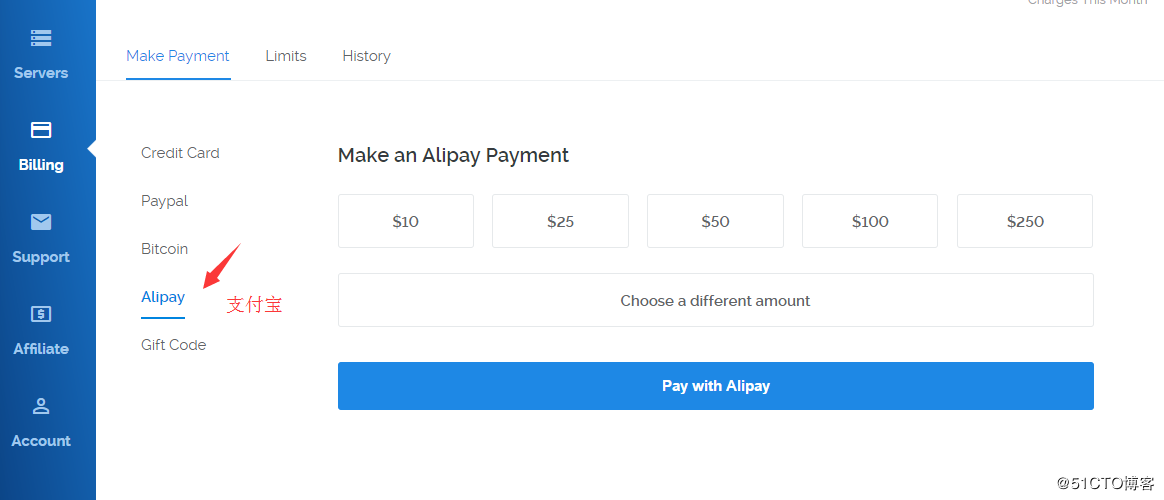 Charges This Month
Servers
Billing
Support
Affiliate
Account
Make Payment
Limits
History
Credit Card
Paypal
Bitcoin
Alipay
支付宝
Gift Code
Make an Alipay Payment
$10
$25
$50
$100
$250
Choose a different amount
Pay with Alipay
@51CTO博客